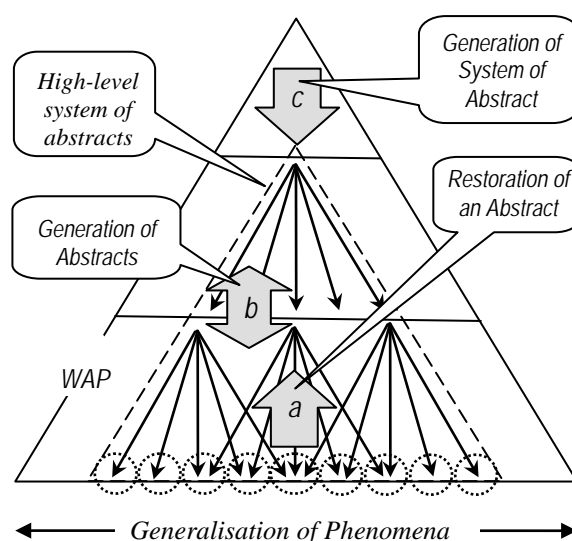 Generation of
System of
Abstract
c
High-level
system of
abstracts
Restoration of
an Abstract
Generation of
Abstracts
b
WAP
a
Generalisation of Phenomena